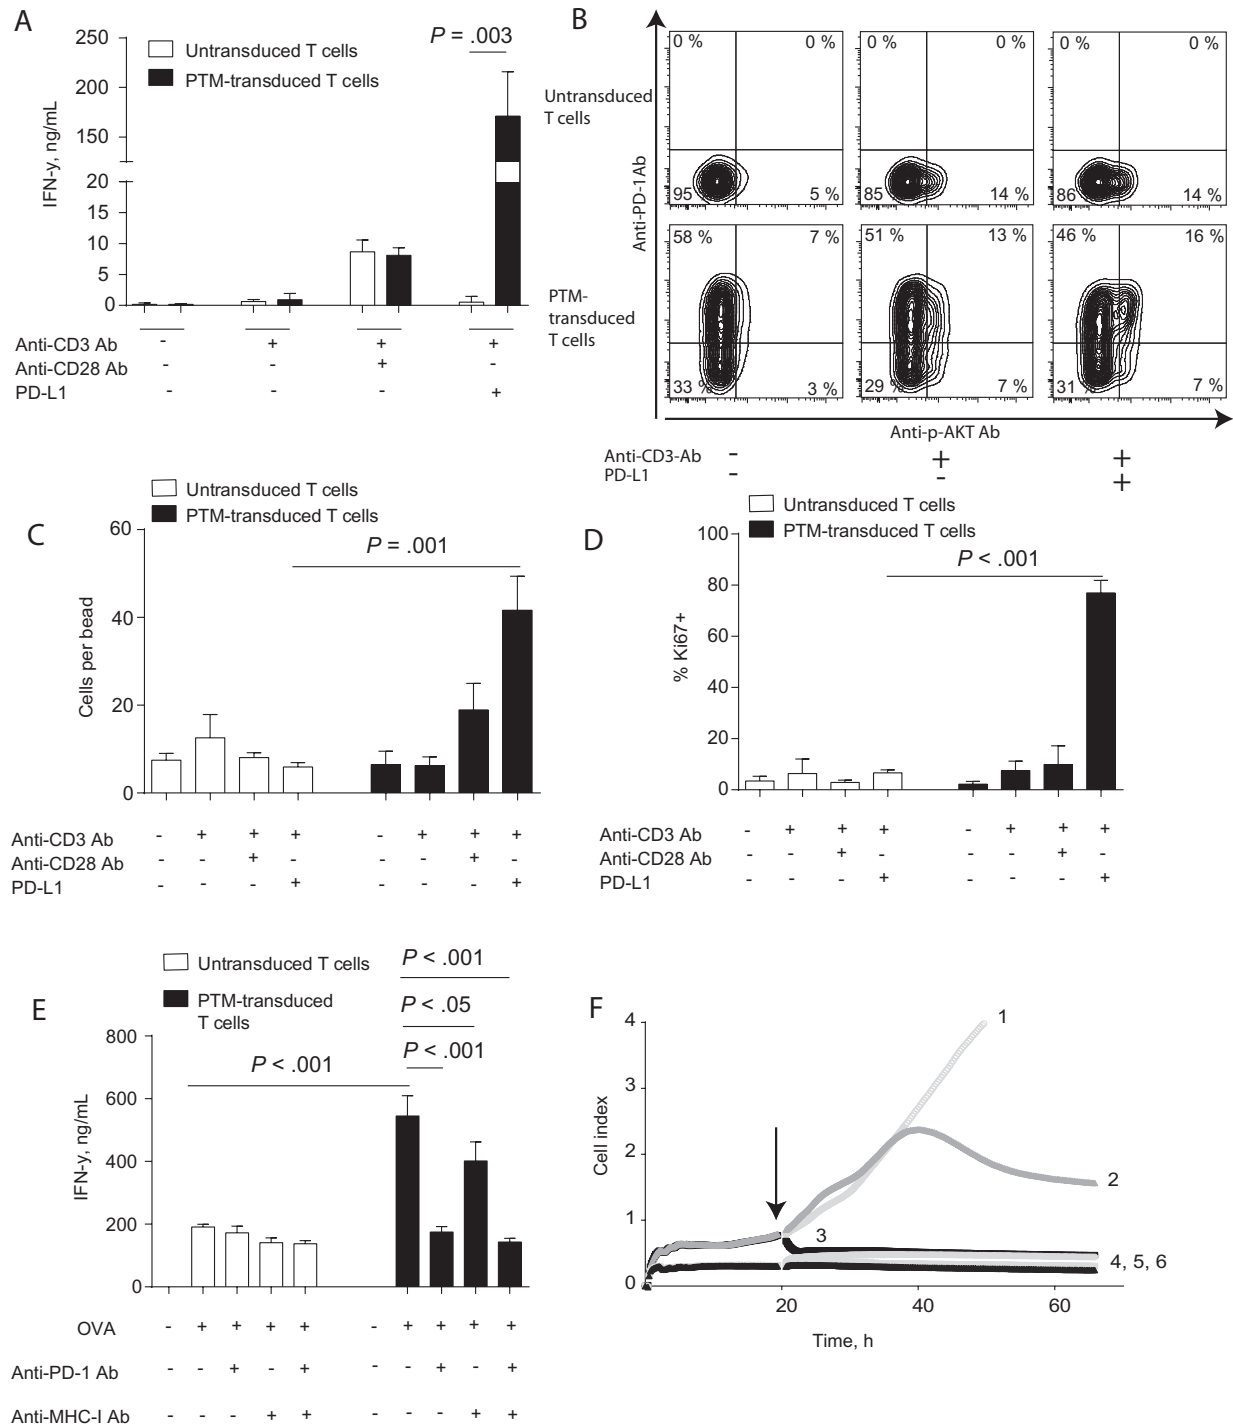 A
IFN-y, ng/mL
250
200
150
20
15
10
5
0
Untransduced T cells
PTM-transduced T cells
P = .003
Anti-CD3 Ab - + + +
Anti-CD28 Ab - - + -
PD-L1 - - - +
B
Untransduced
T cells
PTM-
transduced
T cells
Anti-PD-1Ab
0 % 0 % 0 % 0 % 0 % 0 %
95 5 % 85 14 % 86 14 %
58 % 7 % 51 % 13 % 46 % 16 %
33 % 3 % 29 % 7 % 31 7 %
Anti-p-AKT Ab
Anti-CD3-Ab - + +
PD-L1 - - +
C
Untransduced T cells
PTM-transduced T cells
P = .001
Cells per bead
60
40
20
0
Anti-CD3 Ab - + + + - + + +
Anti-CD28 Ab - - + - - - + -
PD-L1 - - - + - - - +
D
Untransduced T cells
PTM-transduced T cells
P < .001
% Ki67+
100
80
60
40
20
0
Anti-CD3 Ab - + + + - + + +
Anti-CD28 Ab - - + - - - + -
PD-L1 - - - + - - - +
E
Untransduced T cells
PTM-transduced
T cells
P < .001
P < .05
P < .001
P < .001
IFN-y, ng/mL
800
600
400
200
0
OVA - + + + + - + + + +
Anti-PD-1 Ab - - + - + - - + - +
Anti-MHC-I Ab - - - + + - - - + +
F
Cell index
4
3
2
1
0
1
2
3
4, 5, 6
20 40 60
Time, h